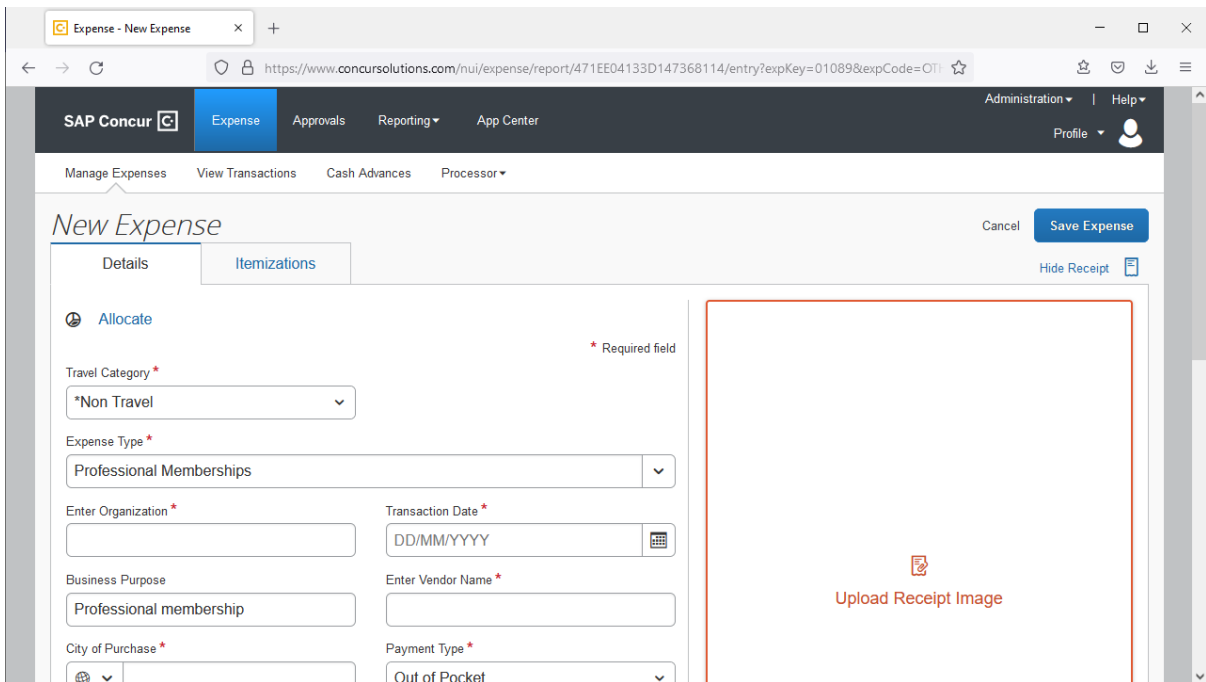 Expense - New Expense
https://www.concursolutions.com/nui/expense/report/471EE04133D147368114/entry?expKey=01089&expCode=OTH
Administration | Help
SAP Concur C Expense Approvals Reporting App Center
Profile
Manage Expenses View Transactions Cash Advances Processor
New Expense
Cancel Save Expense
Details Itemizations
Hide Receipt
Allocate
* Required field
Travel Category *
*Non Travel
Expense Type *
Professional Memberships
Enter Organization * Transaction Date *
DD/MM/YYYY
Business Purpose Enter Vendor Name *
Professional membership
Upload Receipt Image
City of Purchase * Payment Type *
Out of Pocket